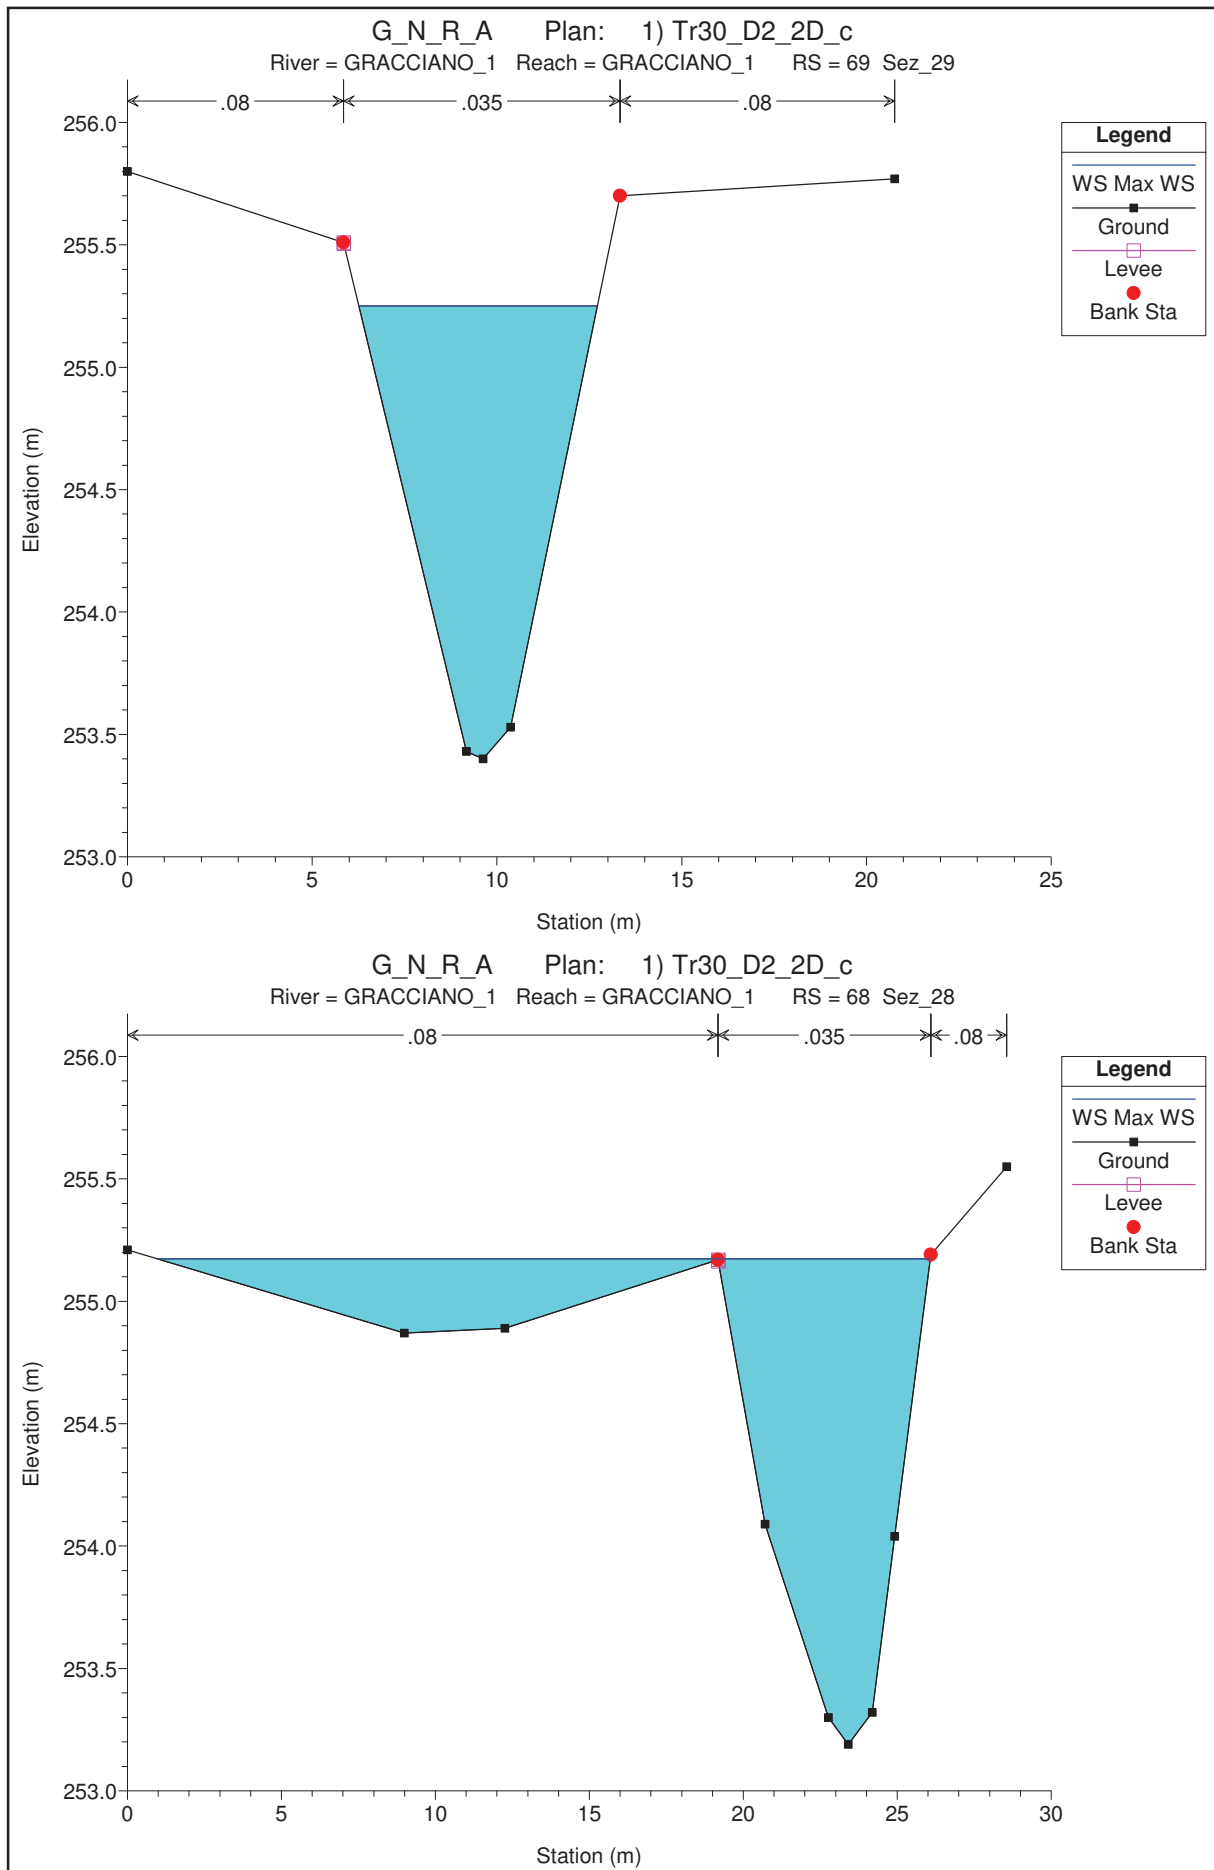 G_N_R_A Plan: 1) Tr30_D2_2D_c
River = GRACCIANO_1 Reach = GRACCIANO_1 RS = 69 Sez_29
.08 .035 .08
Legend
WS Max WS
Ground
Levee
Bank Sta
256.0
255.5
255.0
254.5
254.0
253.5
253.0
Elevation (m)
0 5 10 15 20 25
Station (m)
G_N_R_A Plan: 1) Tr30_D2_2D_c
River = GRACCIANO_1 Reach = GRACCIANO_1 RS = 68 Sez_28
.08 .035 .08
Legend
WS Max WS
Ground
Levee
Bank Sta
256.0
255.5
255.0
254.5
254.0
253.5
253.0
Elevation (m)
0 5 10 15 20 25 30
Station (m)